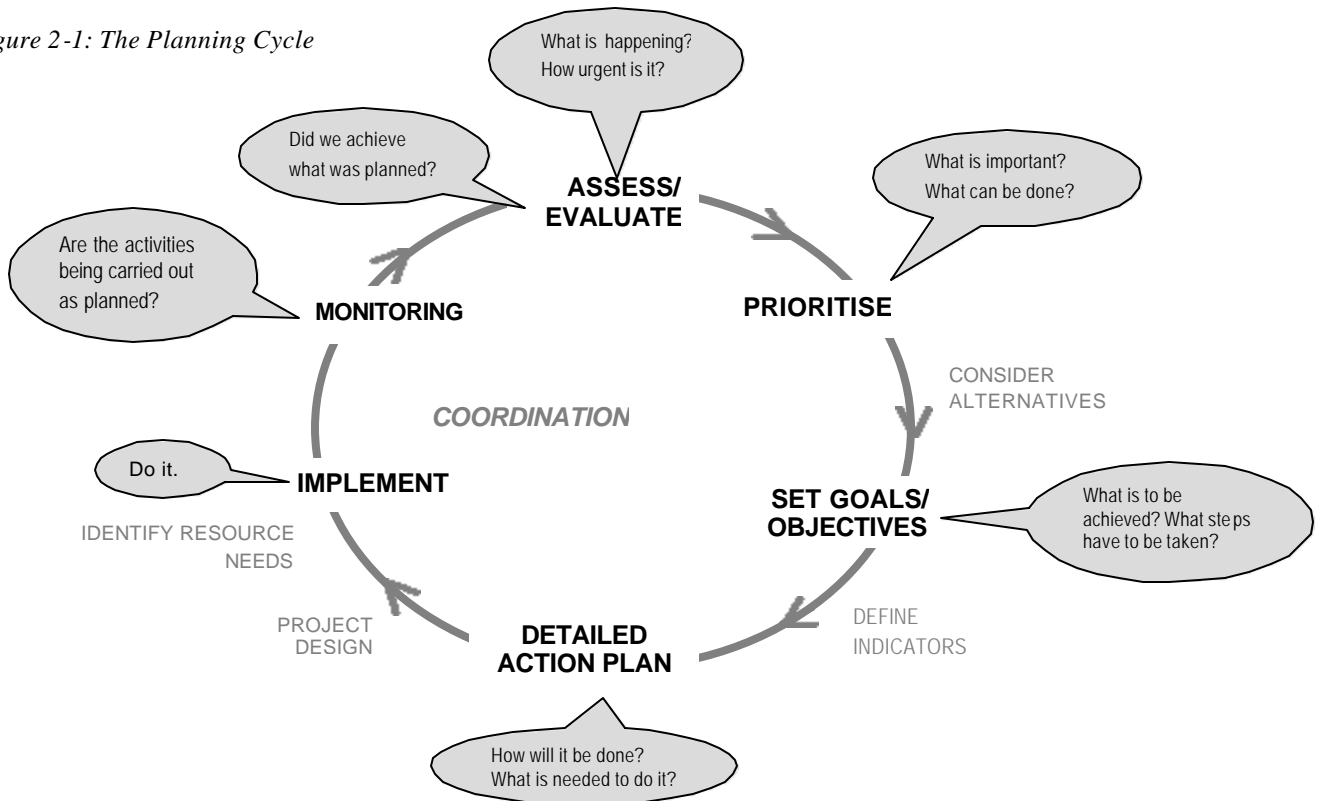 gure 2-1: The Planning Cycle
What is happening?
How urgent is it?
Did we achieve
what was planned?
ASSESS/
EVALUATE
What is important?
What can be done?
Are the activities
being carried out
as planned?
MONITORING
PRIORITISE
CONSIDER
ALTERNATIVES
COORDINATION
Do it.
IMPLEMENT
SET GOALS/
OBJECTIVES
What is to be
achieved? What steps
have to be taken?
IDENTIFY RESOURCE
NEEDS
PROJECT
DESIGN
DETAILED
ACTION PLAN
DEFINE
INDICATORS
How will it be done?
What is needed to do it?